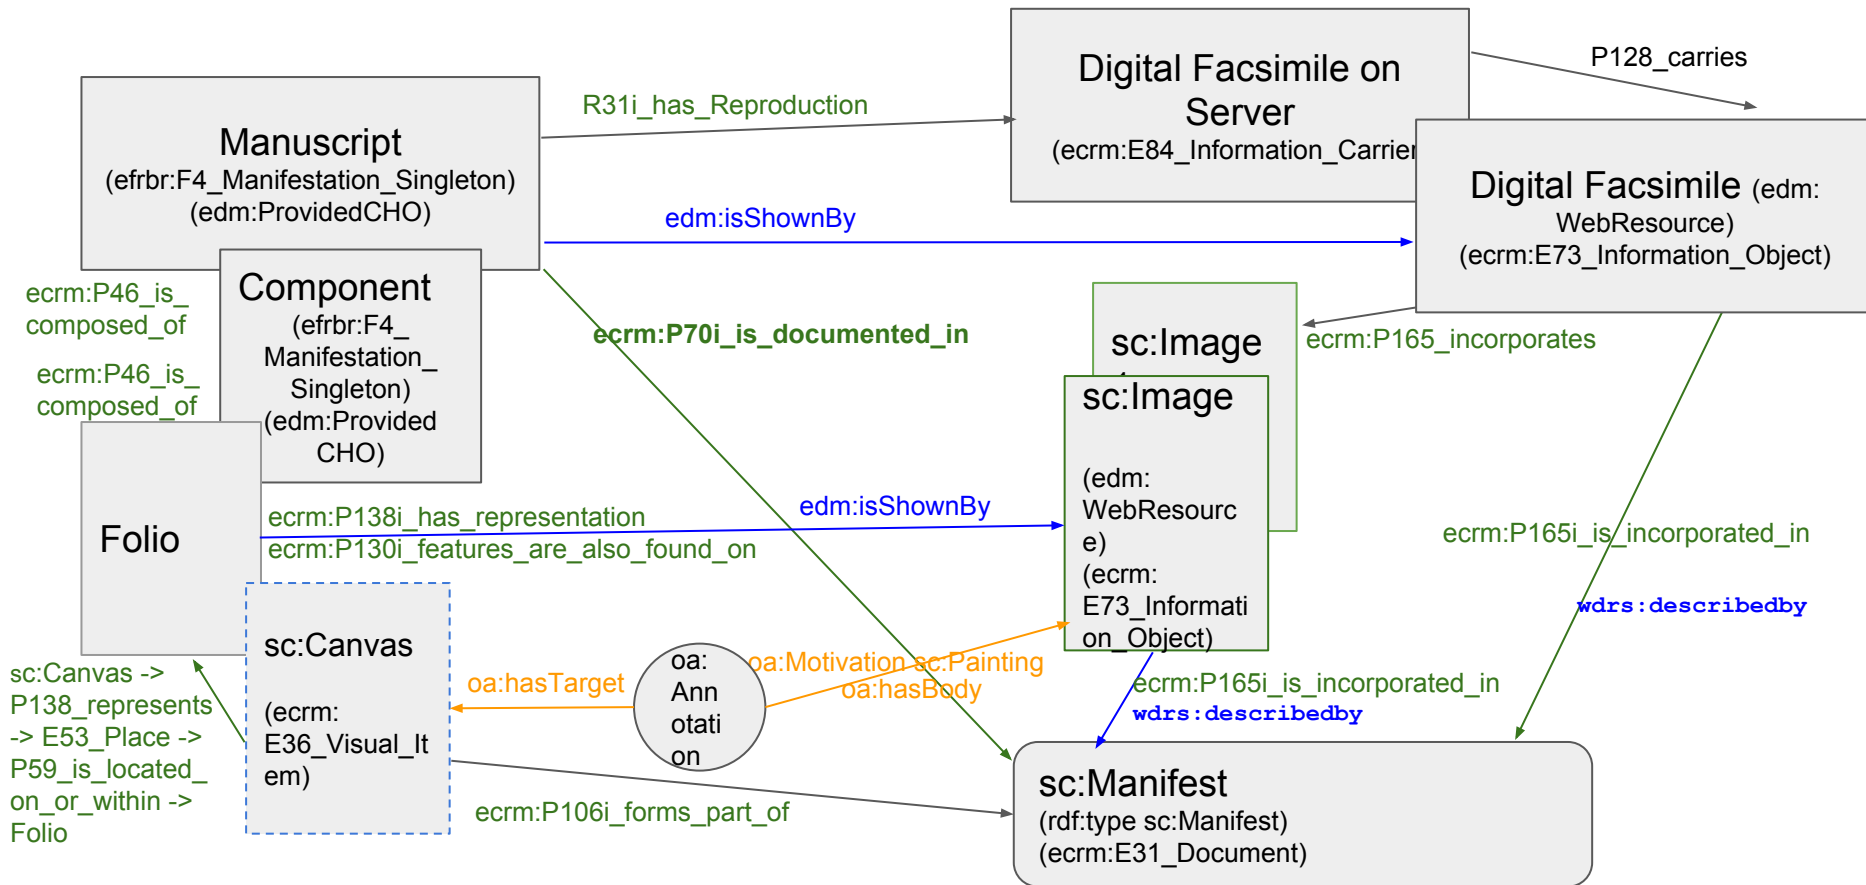 Manuscript
(efrbr:F4_Manifestation_Singleton)
(edm:ProvidedCHO)
R31i_has_Reproduction
Digital Facsimile on
Server
(ecrm:E84_Information_Carrier
P128_carries
Digital Facsimile (edm:
WebResource)
(ecrm:E73_Information_Object)
edm:isShownBy
ecrm:P46_is_
composed_of
Component
(efrbr:F4_
Manifestation_
Singleton)
(edm:Provided
CHO)
ecrm:P46_is_
composed_of
ecrm:P70i_is_documented_in
sc:Image
ecrm:P165_incorporates
sc:Image
(edm:
WebResourc
e)
(ecrm:
E73_Informati
on_Object)
Folio
ecrm:P138i_has_representation
ecrm:P130i_features_are_also_found_on
edm:isShownBy
ecrm:P165i_is_incorporated_in
wdrs:describedby
sc:Canvas
(ecrm:
E36_Visual_It
em)
oa:hasTarget
oa:
Ann
otati
on
oa:Motivation sc:Painting
oa:hasBody
ecrm:P165i_is_incorporated_in
wdrs:describedby
sc:Canvas ->
P138_represents
-> E53_Place ->
P59_is_located_
on_or_within ->
Folio
ecrm:P106i_forms_part_of
sc:Manifest
(rdf:type sc:Manifest)
(ecrm:E31_Document)